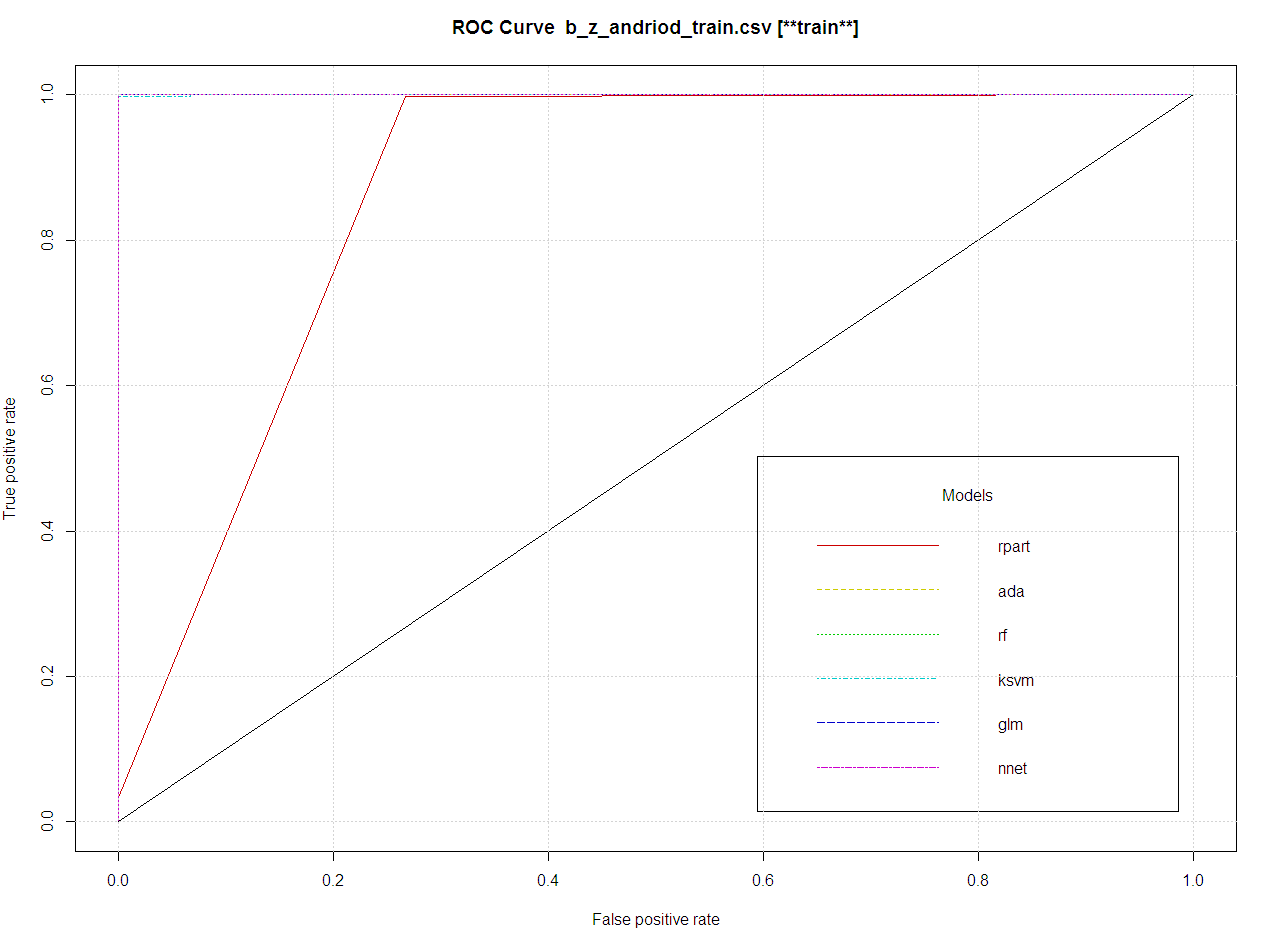 ROC Curve  b_z_andriod_train.csv [**train**]
1.0
0.8
0.6
0.4
0.2
0.0
True positive rate
Models
rpart
ada
rf
ksvm
glm
nnet
0.0 0.2 0.4 0.6 0.8 1.0
False positive rate